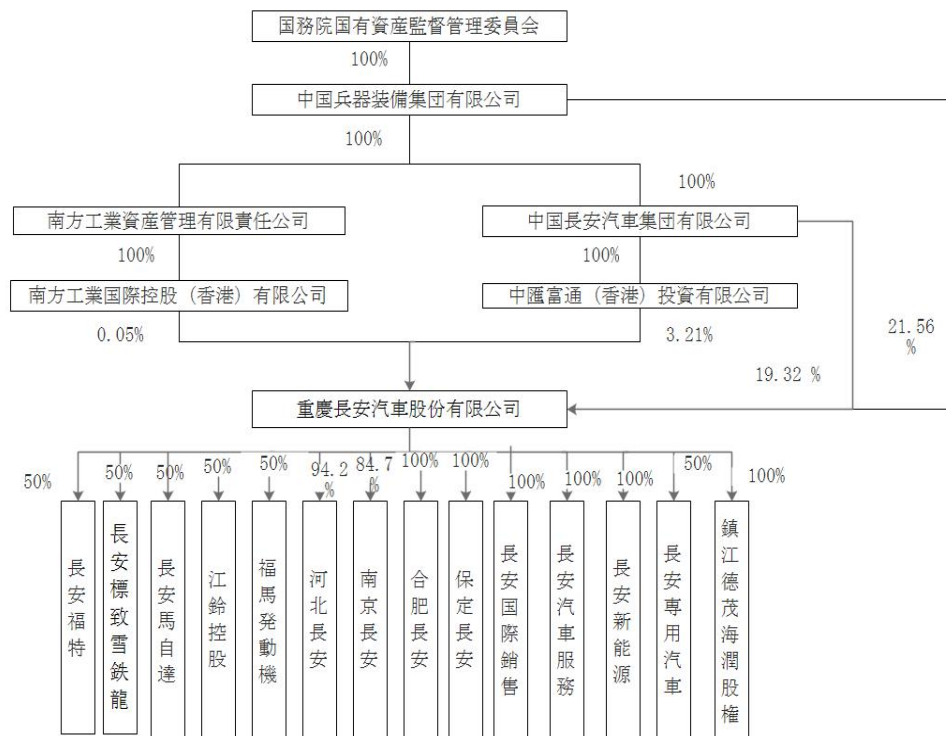 国務院国有資産監督管理委員会
100%
中国兵器装備集団有限公司
100%
100%
南方工業資産管理有限責任公司
中国長安汽車集団有限公司
100%
100%
南方工業国際控股（香港）有限公司
中匯富通（香港）投資有限公司
0.05%
3.21%
21.56
%
19.32 %
重慶長安汽車股份有限公司
50%
50%
50%
50%
50%
94.2
%
84.7
%
100%
100%
100%
100%
100%
50%
100%
長安福特
長安標致雪鉄龍
長安馬自達
江鈴控股
福馬発動機
河北長安
南京長安
合肥長安
保定長安
長安国際銷售
長安汽車服務
長安新能源
長安専用汽車
鎮江德茂海潤股権